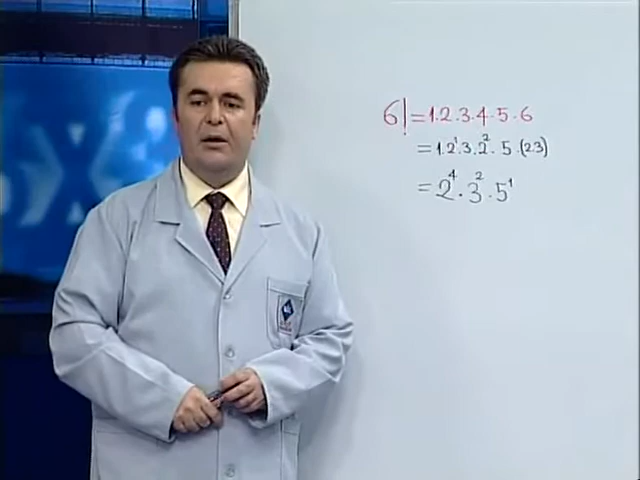 6! = 1.2.3.4.5.6
= 1.2¹.3.2².5.(2.3)
= 2⁴.3².5¹